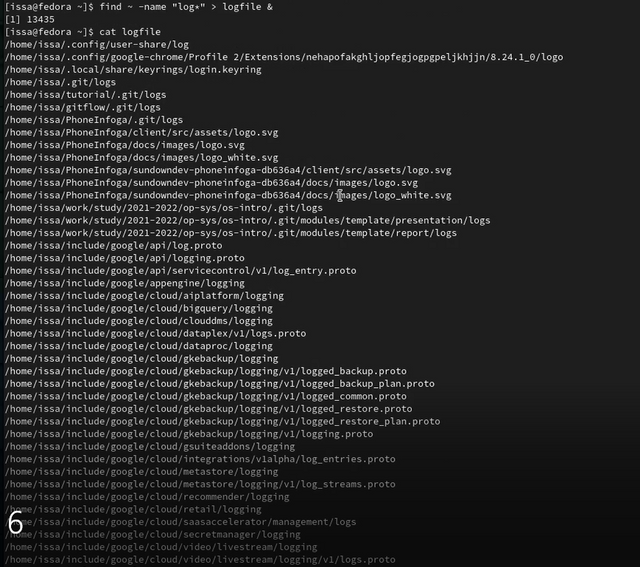 [issa@fedora ~]$ find ~ -name "log*" > logfile &
[1] 13435
[issa@fedora ~]$ cat logfile
/home/issa/.config/user-share/log
/home/issa/.config/google-chrome/Profile 2/Extensions/nehapofakghljopfegjogpgpeljkhjjn/8.24.1_0/logo
/home/issa/.local/share/keyrings/login.keyring
/home/issa/.git/logs
/home/issa/tutorial/.git/logs
/home/issa/gitflow/.git/logs
/home/issa/PhoneInfoga/.git/logs
/home/issa/PhoneInfoga/client/src/assets/logo.svg
/home/issa/PhoneInfoga/docs/images/logo.svg
/home/issa/PhoneInfoga/docs/images/logo_white.svg
/home/issa/PhoneInfoga/sundowndev-phoneinfoga-db636a4/client/src/assets/logo.svg
/home/issa/PhoneInfoga/sundowndev-phoneinfoga-db636a4/docs/images/logo.svg
/home/issa/PhoneInfoga/sundowndev-phoneinfoga-db636a4/docs/images/logo_white.svg
/home/issa/work/study/2021-2022/op-sys/os-intro/.git/logs
/home/issa/work/study/2021-2022/op-sys/os-intro/.git/modules/template/presentation/logs
/home/issa/work/study/2021-2022/op-sys/os-intro/.git/modules/template/report/logs
/home/issa/include/google/api/log.proto
/home/issa/include/google/api/logging.proto
/home/issa/include/google/api/servicecontrol/v1/log_entry.proto
/home/issa/include/google/appengine/logging
/home/issa/include/google/cloud/aiplatform/logging
/home/issa/include/google/cloud/bigquery/logging
/home/issa/include/google/cloud/clouddms/logging
/home/issa/include/google/cloud/dataplex/v1/logs.proto
/home/issa/include/google/cloud/dataproc/logging
/home/issa/include/google/cloud/gkebackup/logging
/home/issa/include/google/cloud/gkebackup/logging/v1/logged_backup.proto
/home/issa/include/google/cloud/gkebackup/logging/v1/logged_backup_plan.proto
/home/issa/include/google/cloud/gkebackup/logging/v1/logged_common.proto
/home/issa/include/google/cloud/gkebackup/logging/v1/logged_restore.proto
/home/issa/include/google/cloud/gkebackup/logging/v1/logged_restore_plan.proto
/home/issa/include/google/cloud/gkebackup/logging/v1/logging.proto
/home/issa/include/google/cloud/gsuiteaddons/logging
/home/issa/include/google/cloud/integrations/v1alpha/log_entries.proto
/home/issa/include/google/cloud/metastore/logging
/home/issa/include/google/cloud/metastore/logging/v1/log_streams.proto
/home/issa/include/google/cloud/recommender/logging
/home/issa/include/google/cloud/retail/logging
/home/issa/include/google/cloud/saasaccelerator/management/logs
6
/home/issa/include/google/cloud/secretmanager/logging
/home/issa/include/google/cloud/video/livestream/logging
/home/issa/include/google/cloud/video/livestream/logging/v1/logs.proto